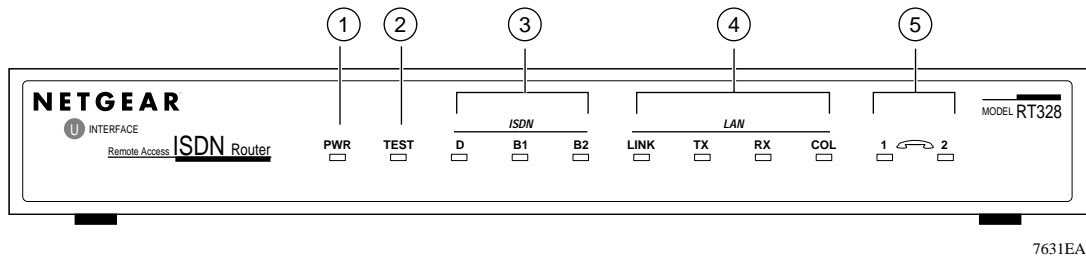 1 2 3 4 5
NETGEAR
U INTERFACE
Remote Access ISDN Router
MODEL RT328
ISDN LAN
PWR TEST D B1 B2 LINK TX RX COL 1 2
7631EA